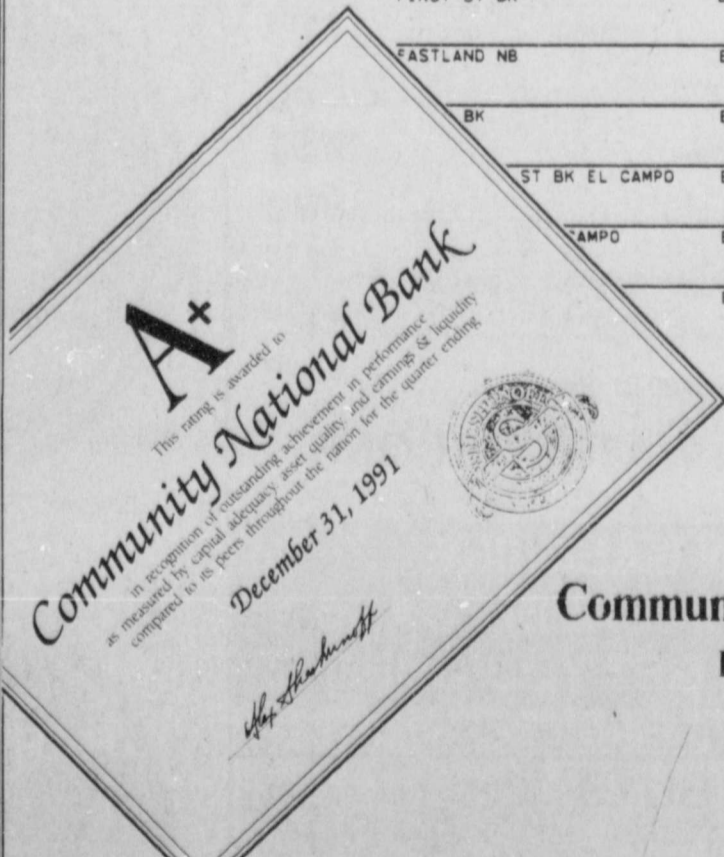 EASTLAND NB
BK
ST BK EL CAMPO
CAMPO
A+
This rating is awarded to
Community National Bank
in recognition of outstanding achievement in performance
as measured by capital adequacy, asset quality, and earnings & liquidity
compared to its peers throughout the nation for the quarter ending
December 31, 1991
Alex Sheshunoff
Commun